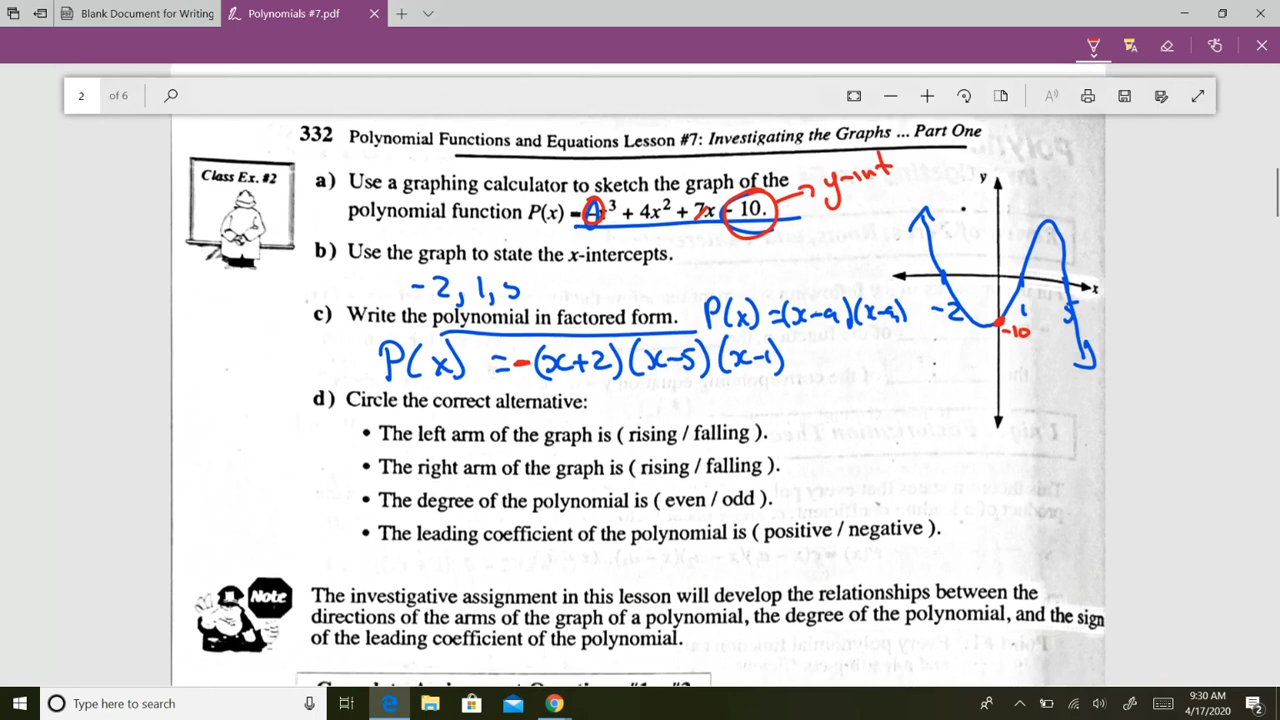 Blank Document for Writing
Polynomials #7.pdf
2 of 6
332 Polynomial Functions and Equations Lesson #7: Investigating the Graphs ... Part One
Class Ex. #2
a) Use a graphing calculator to sketch the graph of the
polynomial function P(x) = x³ + 4x² + 7x - 10.
y-int
b) Use the graph to state the x-intercepts.
-2, 1, 5
c) Write the polynomial in factored form. P(x) = (x-a)(x-a)
P(x) = -(x+2)(x-5)(x-1)
y
x
-2
1
5
-10
d) Circle the correct alternative:
• The left arm of the graph is ( rising / falling ).
• The right arm of the graph is ( rising / falling ).
• The degree of the polynomial is ( even / odd ).
• The leading coefficient of the polynomial is ( positive / negative ).
Note
The investigative assignment in this lesson will develop the relationships between the
directions of the arms of the graph of a polynomial, the degree of the polynomial, and the sign
of the leading coefficient of the polynomial.
Type here to search
9:30 AM
4/17/2020
2